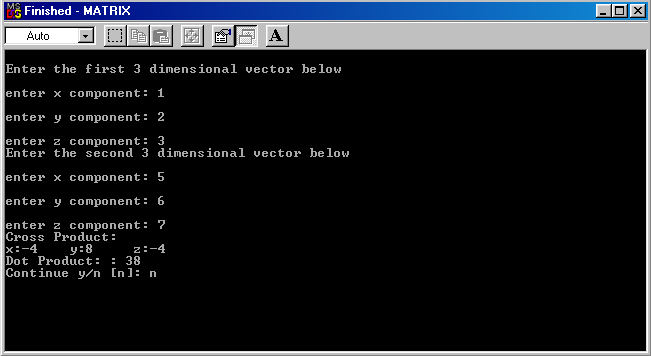 Finished - MATRIX
Auto
A
Enter the first 3 dimensional vector below
enter x component: 1
enter y component: 2
enter z component: 3
Enter the second 3 dimensional vector below
enter x component: 5
enter y component: 6
enter z component: 7
Cross Product:
x:-4    y:8     z:-4
Dot Product: : 38
Continue y/n [n]: n